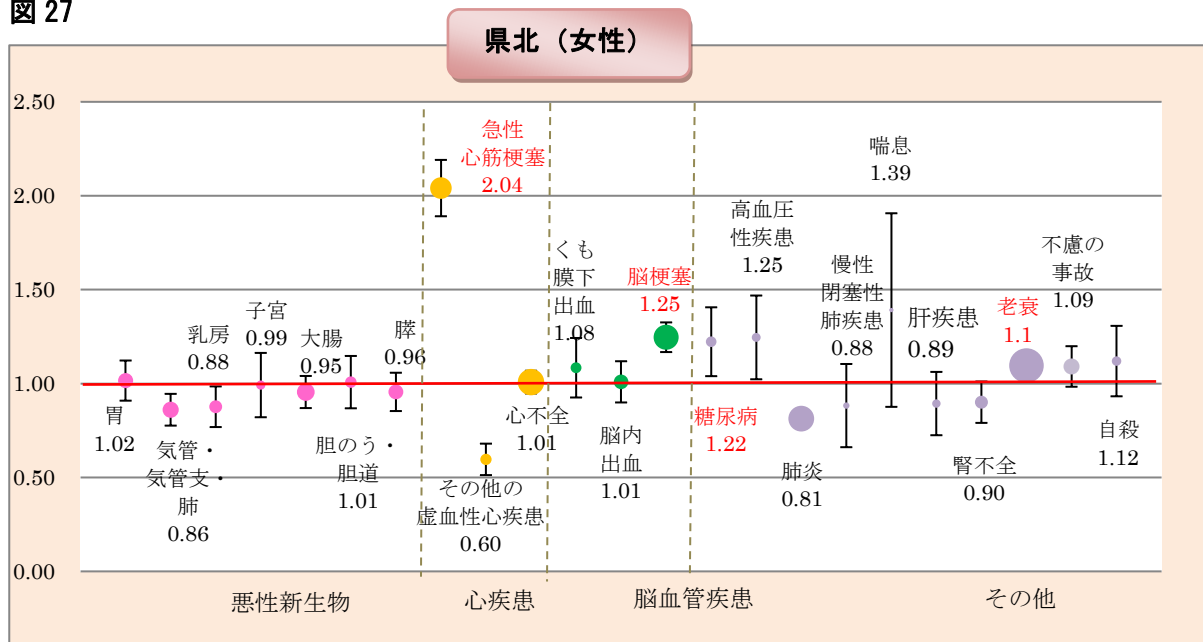 図 27
県北（女性）
2.50
2.00
1.50
1.00
0.50
0.00
胃
1.02
気管・
気管支・
肺
0.86
乳房
0.88
子宮
0.99
大腸
0.95
胆のう・
胆道
1.01
膵
0.96
急性
心筋梗塞
2.04
その他の
虚血性心疾患
0.60
心不全
1.01
くも
膜下
出血
1.08
脳内
出血
1.01
脳梗塞
1.25
糖尿病
1.22
高血圧
性疾患
1.25
肺炎
0.81
慢性
閉塞性
肺疾患
0.88
喘息
1.39
肝疾患
0.89
腎不全
0.90
老衰
1.1
不慮の
事故
1.09
自殺
1.12
悪性新生物
心疾患
脳血管疾患
その他